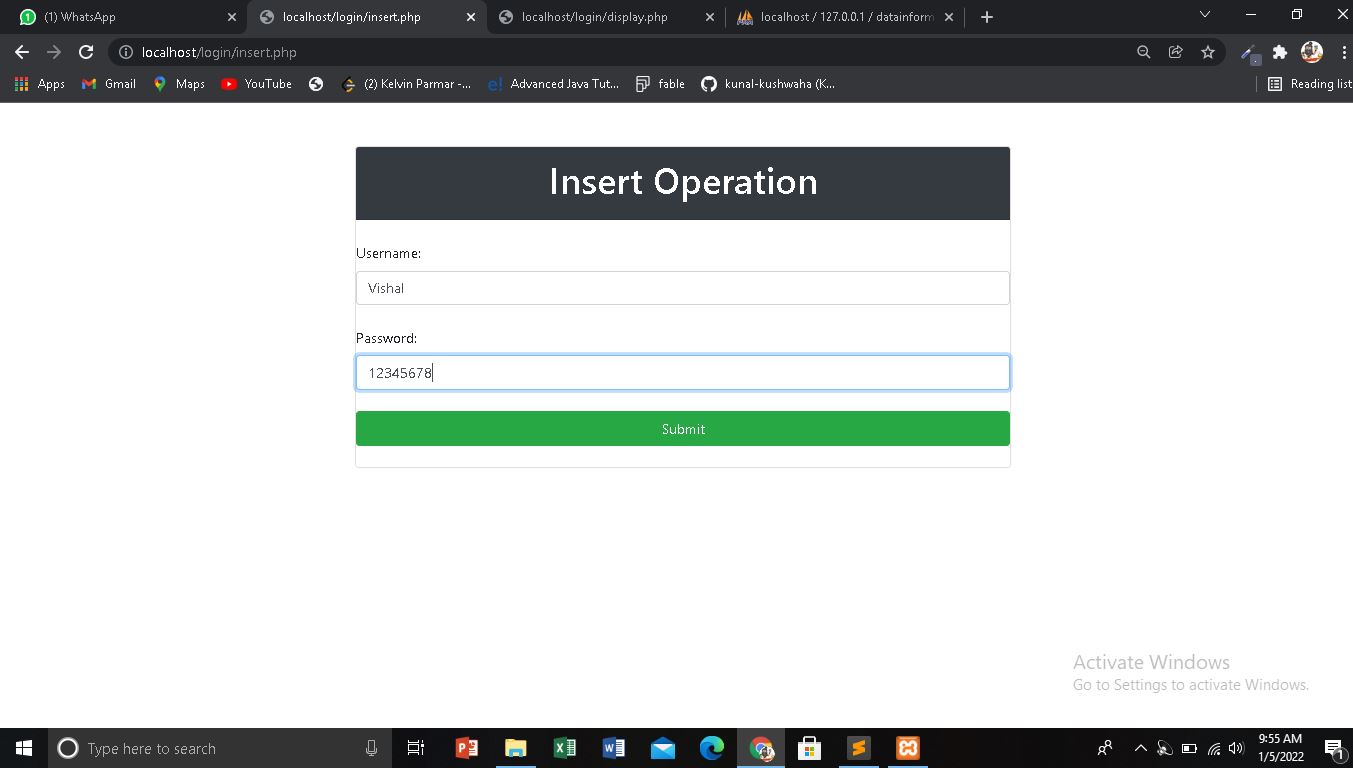 (1) WhatsApp
localhost/login/insert.php
localhost/login/display.php
localhost / 127.0.0.1 / datainform
localhost/login/insert.php
Apps
Gmail
Maps
YouTube
(2) Kelvin Parmar -...
e! Advanced Java Tut...
fable
kunal-kushwaha (K...
Reading list
Insert Operation
Username:
Vishal
Password:
12345678
Submit
Activate Windows
Go to Settings to activate Windows.
Type here to search
9:55 AM
1/5/2022
1